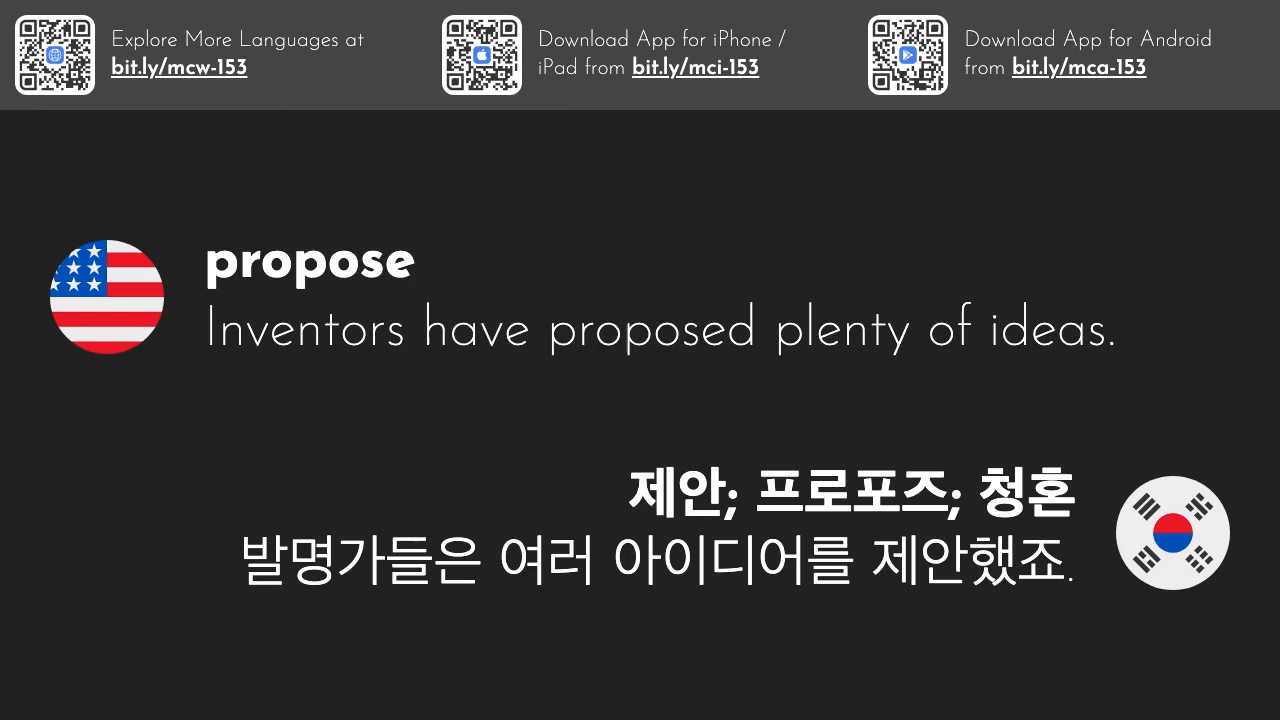 Explore More Languages at
bit.ly/mcw-153
Download App for iPhone /
iPad from bit.ly/mci-153
Download App for Android
from bit.ly/mca-153
propose
Inventors have proposed plenty of ideas.
제안; 프로포즈; 청혼
발명가들은 여러 아이디어를 제안했죠.